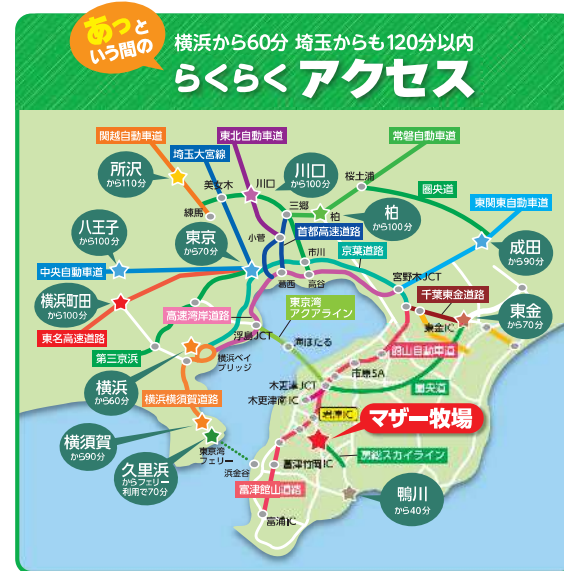 あっと
いう間の
横浜から60分 埼玉からも120分以内
らくらくアクセス
関越自動車道
東北自動車道
常磐自動車道
埼玉大宮線
所沢
から110分
美女木
川口
川口
から100分
桜土浦
圏央道
練馬
三郷
柏
柏
から100分
東関東自動車道
八王子
から100分
東京
から70分
小菅
首都高速道路
市川
京葉道路
成田
から90分
中央自動車道
葛西
高谷
宮野木JCT
横浜町田
から100分
東京湾
アクアライン
千葉東金道路
東金
から70分
高速湾岸道路
東金IC
東名高速道路
浮島JCT
海ほたる
館山自動車道
第三京浜
横浜ベイ
ブリッジ
市原SA
横浜
から60分
木更津JCT
圏央道
横浜横須賀道路
木更津南IC
君津IC
マザー牧場
横須賀
から90分
東京湾
フェリー
房総スカイライン
久里浜
からフェリー
利用で70分
浜金谷
富津竹岡IC
富津館山道路
鴨川
から40分
富浦IC